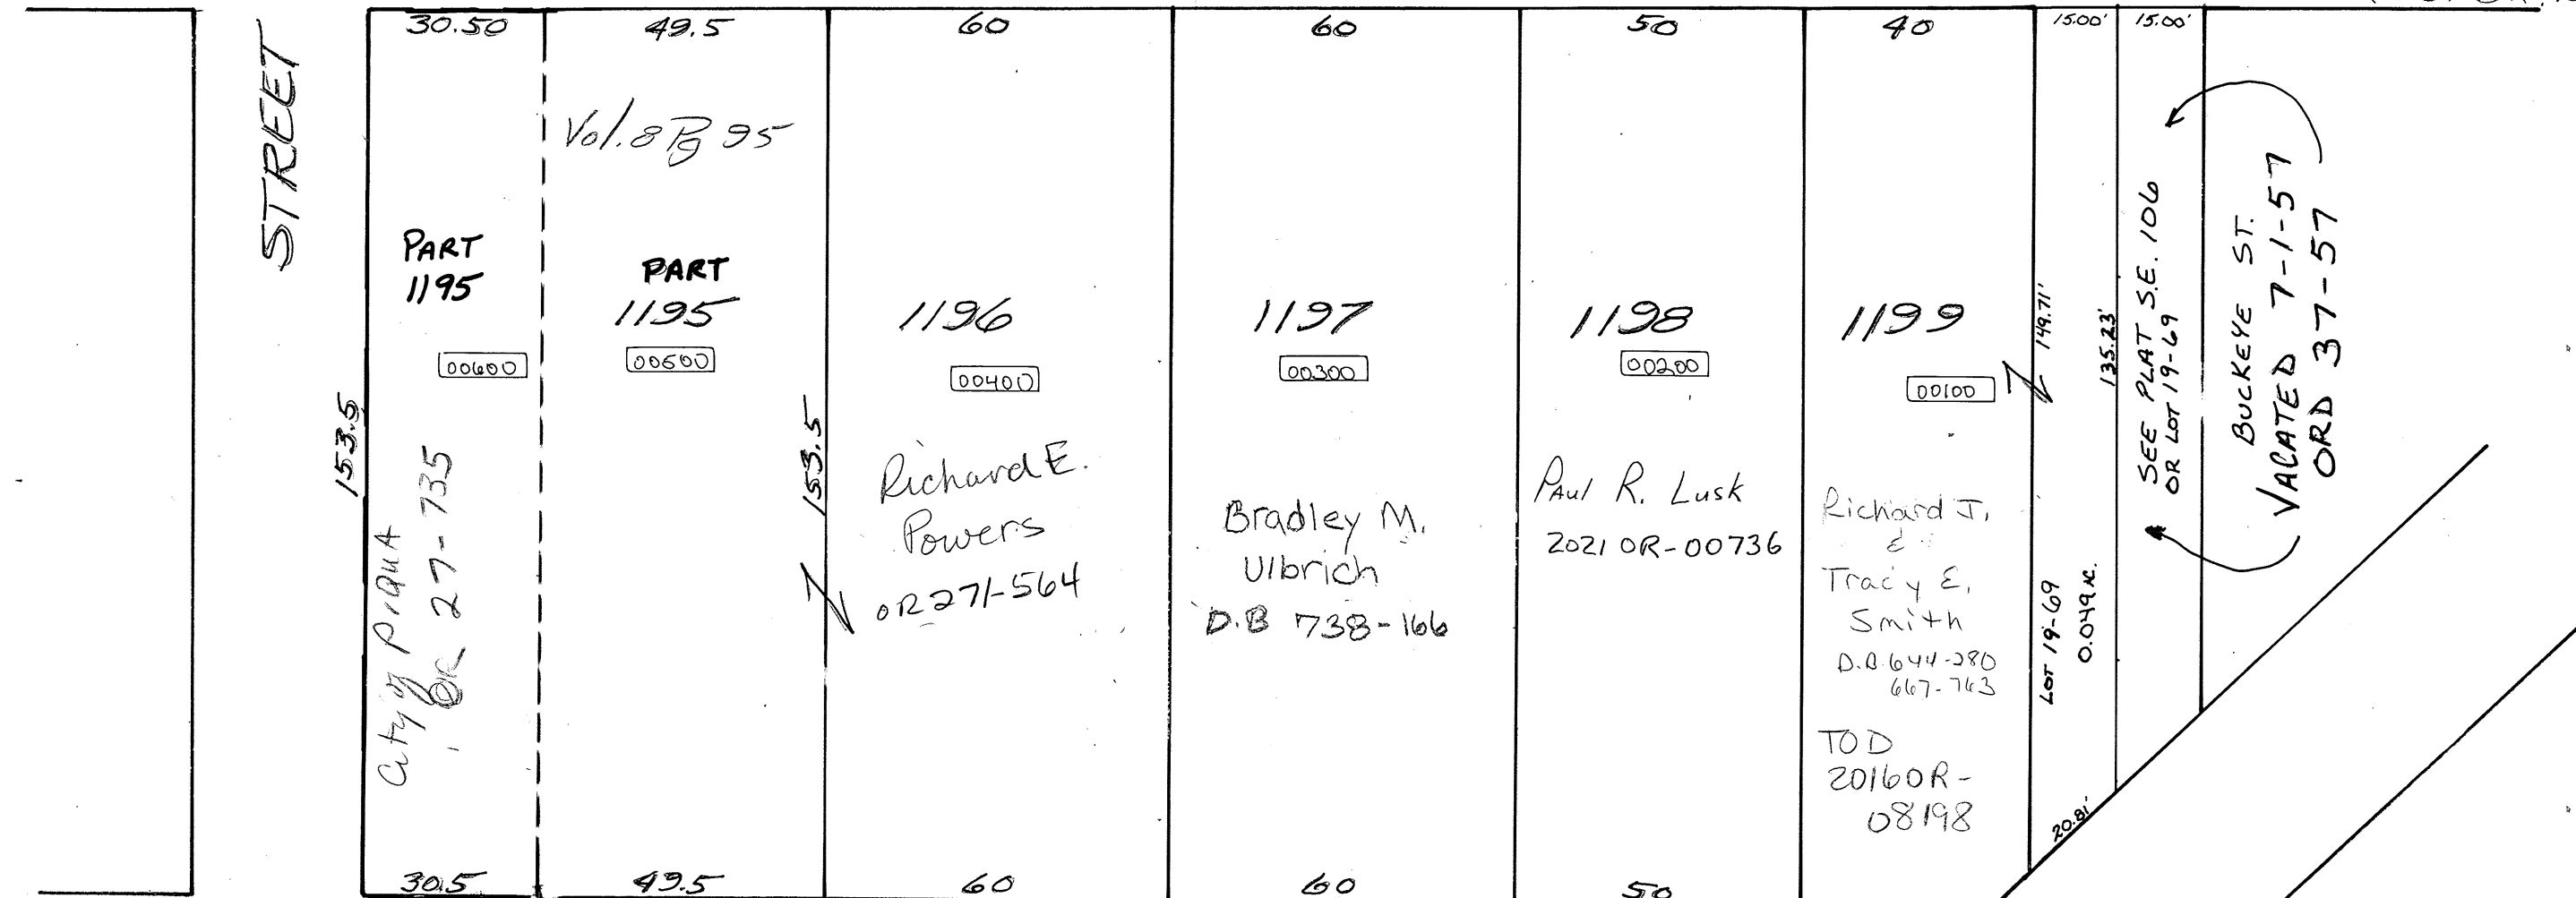 30.50
49.5
60
60
50
40
15.00'
15.00'
STREET
Vol. 8 Pg 95
PART
1195
00600
153.5
City of PIQUA
OR 27-735
30.5
PART
1195
00500
153.5
49.5
1196
00400
Richard E.
Powers
OR 271-564
60
1197
00300
Bradley M.
Ulbrich
D.B 738-166
60
1198
00200
Paul R. Lusk
2021 OR-00736
50
1199
00100
Richard J.
&
Tracy E.
Smith
D.B. 644-280
667-763
TOD
2016OR-
08198
149.71'
LOT 19-69
0.049 AC.
135.23'
20.81'
SEE PLAT S.E. 106
OR LOT 19-69
BUCKEYE ST.
VACATED 7-1-57
ORD 37-57